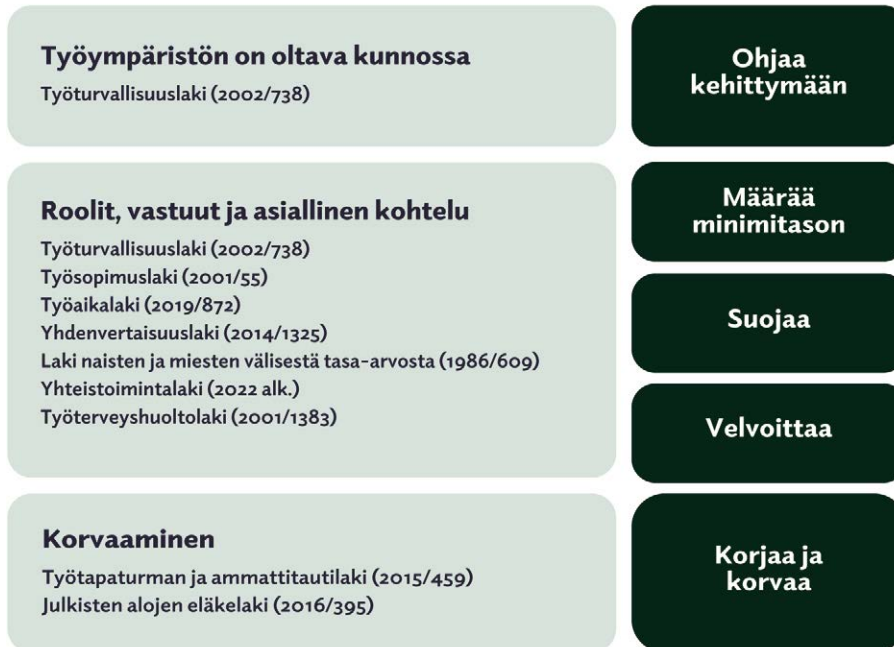 Työympäristön on oltava kunnossa
Työturvallisuuslaki (2002/738)
Ohjaa
kehittymään
Roolit, vastuut ja asiallinen kohtelu
Työturvallisuuslaki (2002/738)
Työsopimuslaki (2001/55)
Työaikalaki (2019/872)
Yhdenvertaisuuslaki (2014/1325)
Laki naisten ja miesten välisestä tasa-arvosta (1986/609)
Yhteistoimintalaki (2022 alk.)
Työterveyshuoltolaki (2001/1383)
Määrää
minimitason
Suojaa
Velvoittaa
Korvaaminen
Työtapaturman ja ammattitautilaki (2015/459)
Julkisten alojen eläkelaki (2016/395)
Korjaa ja
korvaa